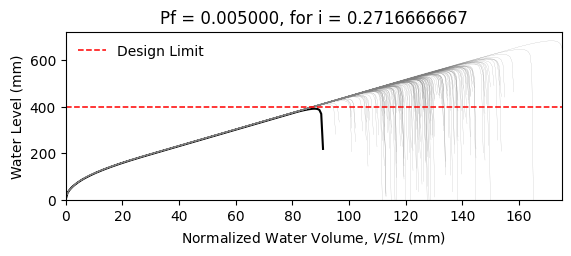 Pf = 0.005000, for i = 0.2716666667
Design Limit
Water Level (mm)
600
400
200
0
0 20 40 60 80 100 120 140 160
Normalized Water Volume, V/SL (mm)